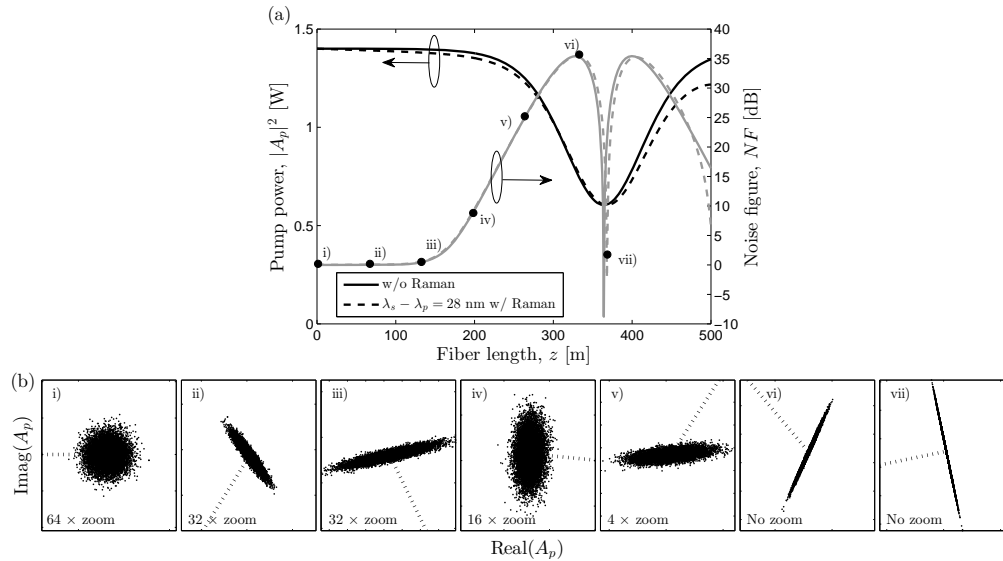 (a)
1.5
1
0.5
0
Pump power, |A_p|^2 [W]
40
35
30
25
20
15
10
5
0
−5
−10
Noise figure, NF [dB]
i)
ii)
iii)
iv)
v)
vi)
vii)
w/o Raman
λ_s − λ_p = 28 nm w/ Raman
0 100 200 300 400 500
Fiber length, z [m]
(b)
Imag(A_p)
i)
64 × zoom
ii)
32 × zoom
iii)
32 × zoom
iv)
16 × zoom
v)
4 × zoom
vi)
No zoom
vii)
No zoom
Real(A_p)